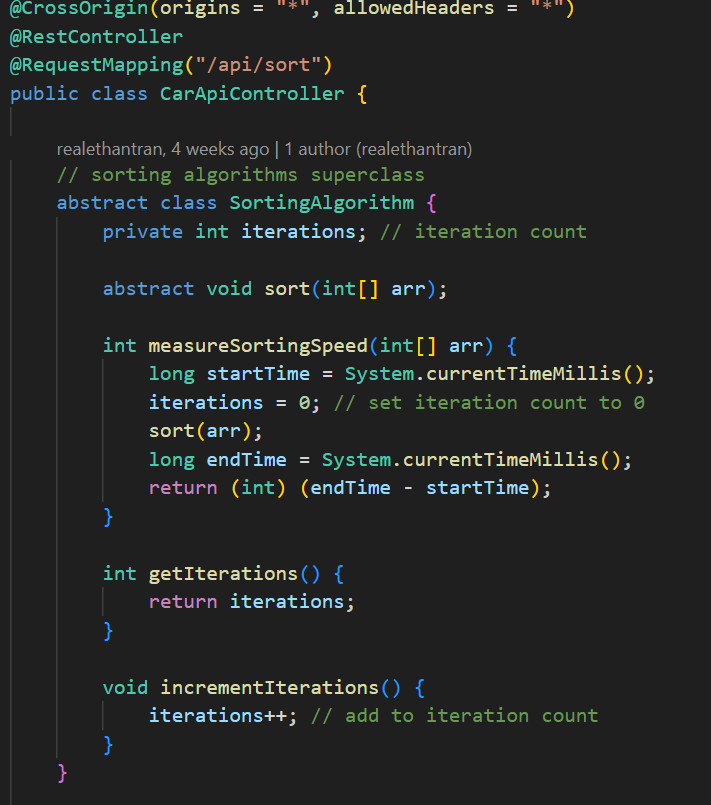 @CrossOrigin(origins = "*", allowedHeaders = "*")
@RestController
@RequestMapping("/api/sort")
public class CarApiController {
realethantran, 4 weeks ago | 1 author (realethantran)
// sorting algorithms superclass
abstract class SortingAlgorithm {
private int iterations; // iteration count
abstract void sort(int[] arr);
int measureSortingSpeed(int[] arr) {
long startTime = System.currentTimeMillis();
iterations = 0; // set iteration count to 0
sort(arr);
long endTime = System.currentTimeMillis();
return (int) (endTime - startTime);
}
int getIterations() {
return iterations;
}
void incrementIterations() {
iterations++; // add to iteration count
}
}